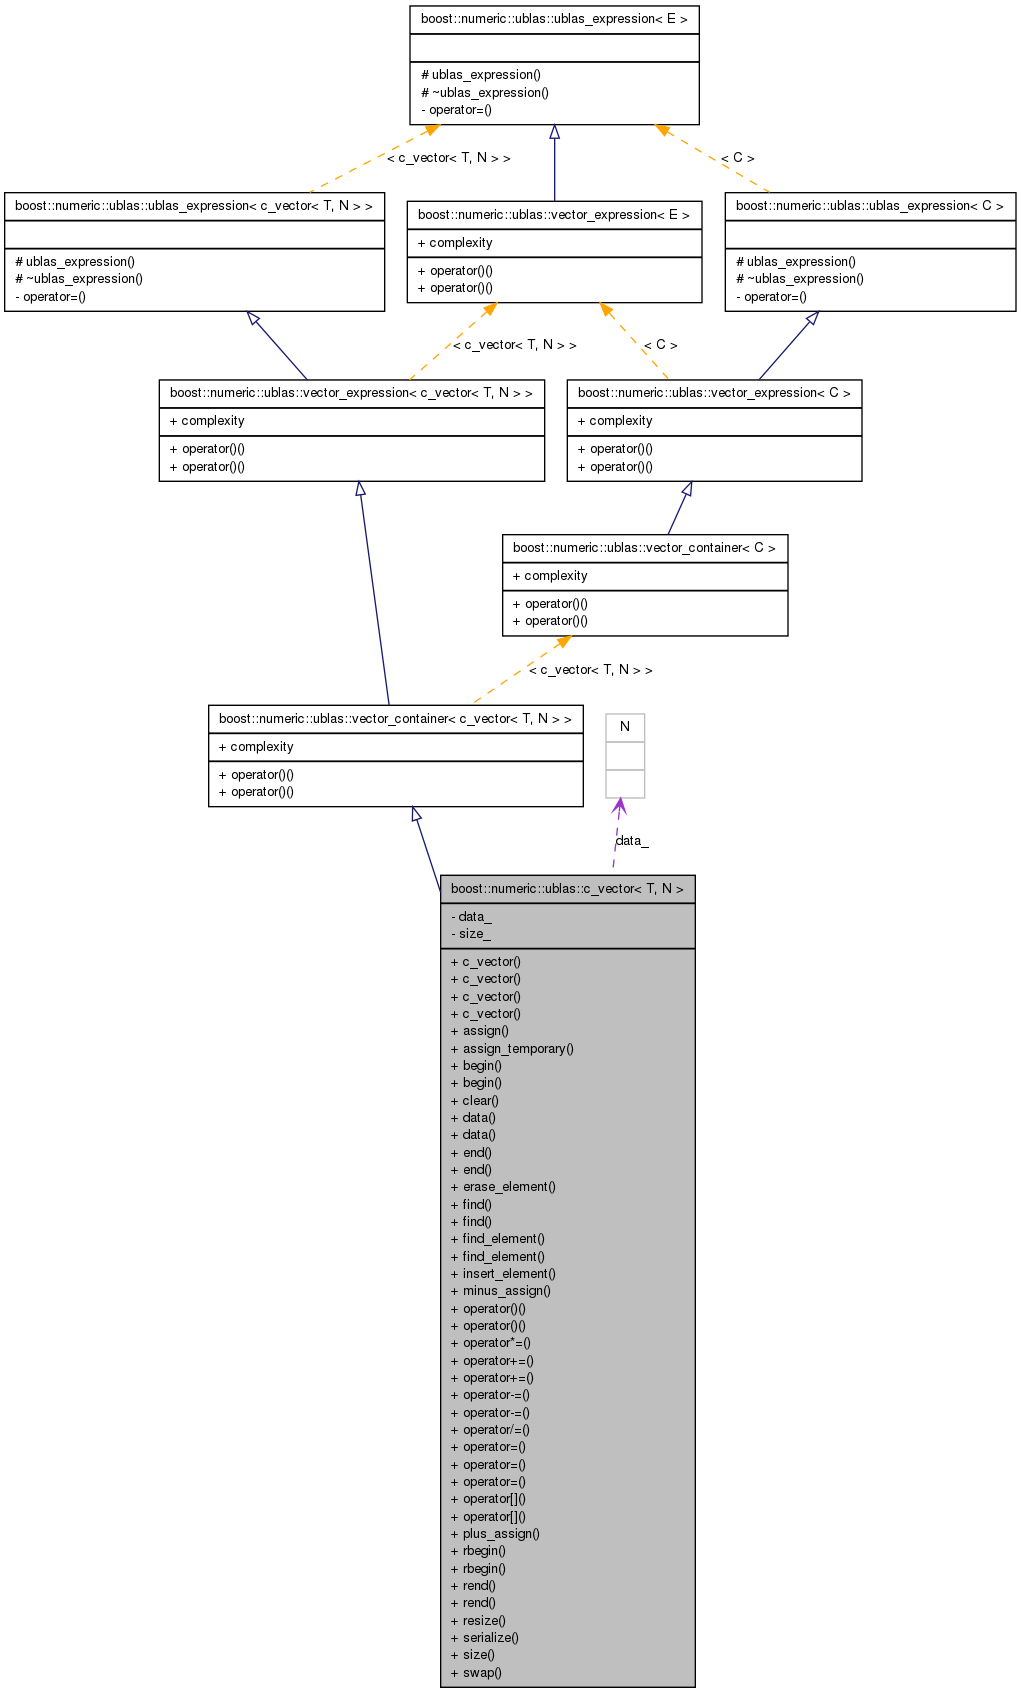 boost::numeric::ublas::ublas_expression< E >
# ublas_expression()
# ~ublas_expression()
- operator=()
< c_vector< T, N > >
< C >
boost::numeric::ublas::ublas_expression< c_vector< T, N > >
# ublas_expression()
# ~ublas_expression()
- operator=()
boost::numeric::ublas::vector_expression< E >
+ complexity
+ operator()()
+ operator()()
boost::numeric::ublas::ublas_expression< C >
# ublas_expression()
# ~ublas_expression()
- operator=()
< c_vector< T, N > >
< C >
boost::numeric::ublas::vector_expression< c_vector< T, N > >
+ complexity
+ operator()()
+ operator()()
boost::numeric::ublas::vector_expression< C >
+ complexity
+ operator()()
+ operator()()
boost::numeric::ublas::vector_container< C >
+ complexity
+ operator()()
+ operator()()
< c_vector< T, N > >
boost::numeric::ublas::vector_container< c_vector< T, N > >
+ complexity
+ operator()()
+ operator()()
N
data_
boost::numeric::ublas::c_vector< T, N >
- data_
- size_
+ c_vector()
+ c_vector()
+ c_vector()
+ c_vector()
+ assign()
+ assign_temporary()
+ begin()
+ begin()
+ clear()
+ data()
+ data()
+ end()
+ end()
+ erase_element()
+ find()
+ find()
+ find_element()
+ find_element()
+ insert_element()
+ minus_assign()
+ operator()()
+ operator()()
+ operator*=()
+ operator+=()
+ operator+=()
+ operator-=()
+ operator-=()
+ operator/=()
+ operator=()
+ operator=()
+ operator=()
+ operator[]()
+ operator[]()
+ plus_assign()
+ rbegin()
+ rbegin()
+ rend()
+ rend()
+ resize()
+ serialize()
+ size()
+ swap()